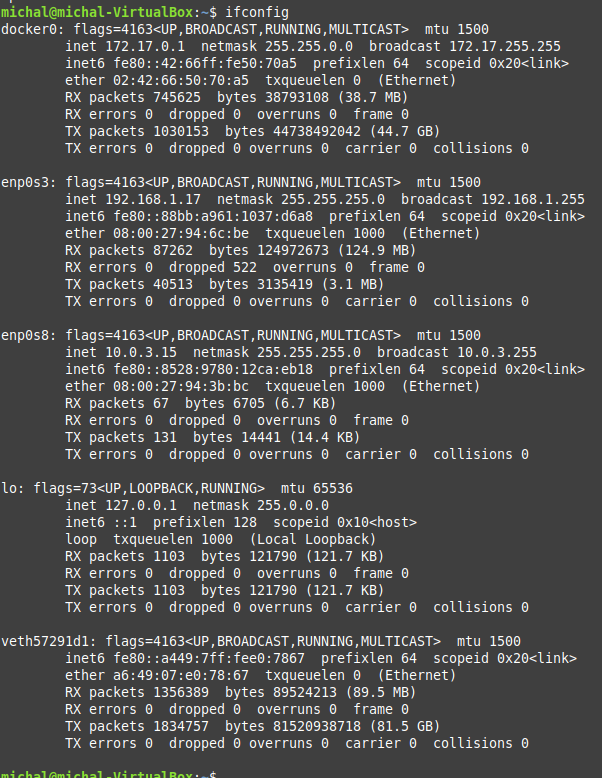 michal@michal-VirtualBox:~$ ifconfig
docker0: flags=4163<UP,BROADCAST,RUNNING,MULTICAST>  mtu 1500
        inet 172.17.0.1  netmask 255.255.0.0  broadcast 172.17.255.255
        inet6 fe80::42:66ff:fe50:70a5  prefixlen 64  scopeid 0x20<link>
        ether 02:42:66:50:70:a5  txqueuelen 0  (Ethernet)
        RX packets 745625  bytes 38793108 (38.7 MB)
        RX errors 0  dropped 0  overruns 0  frame 0
        TX packets 1030153  bytes 44738492042 (44.7 GB)
        TX errors 0  dropped 0 overruns 0  carrier 0  collisions 0

enp0s3: flags=4163<UP,BROADCAST,RUNNING,MULTICAST>  mtu 1500
        inet 192.168.1.17  netmask 255.255.255.0  broadcast 192.168.1.255
        inet6 fe80::88bb:a961:1037:d6a8  prefixlen 64  scopeid 0x20<link>
        ether 08:00:27:94:6c:be  txqueuelen 1000  (Ethernet)
        RX packets 87262  bytes 124972673 (124.9 MB)
        RX errors 0  dropped 522  overruns 0  frame 0
        TX packets 40513  bytes 3135419 (3.1 MB)
        TX errors 0  dropped 0 overruns 0  carrier 0  collisions 0

enp0s8: flags=4163<UP,BROADCAST,RUNNING,MULTICAST>  mtu 1500
        inet 10.0.3.15  netmask 255.255.255.0  broadcast 10.0.3.255
        inet6 fe80::8528:9780:12ca:eb18  prefixlen 64  scopeid 0x20<link>
        ether 08:00:27:94:3b:bc  txqueuelen 1000  (Ethernet)
        RX packets 67  bytes 6705 (6.7 KB)
        RX errors 0  dropped 0  overruns 0  frame 0
        TX packets 131  bytes 14441 (14.4 KB)
        TX errors 0  dropped 0 overruns 0  carrier 0  collisions 0

lo: flags=73<UP,LOOPBACK,RUNNING>  mtu 65536
        inet 127.0.0.1  netmask 255.0.0.0
        inet6 ::1  prefixlen 128  scopeid 0x10<host>
        loop  txqueuelen 1000  (Local Loopback)
        RX packets 1103  bytes 121790 (121.7 KB)
        RX errors 0  dropped 0  overruns 0  frame 0
        TX packets 1103  bytes 121790 (121.7 KB)
        TX errors 0  dropped 0 overruns 0  carrier 0  collisions 0

veth57291d1: flags=4163<UP,BROADCAST,RUNNING,MULTICAST>  mtu 1500
        inet6 fe80::a449:7ff:fee0:7867  prefixlen 64  scopeid 0x20<link>
        ether a6:49:07:e0:78:67  txqueuelen 0  (Ethernet)
        RX packets 1356389  bytes 89524213 (89.5 MB)
        RX errors 0  dropped 0  overruns 0  frame 0
        TX packets 1834757  bytes 81520938718 (81.5 GB)
        TX errors 0  dropped 0 overruns 0  carrier 0  collisions 0

michal@michal-VirtualBox:~$